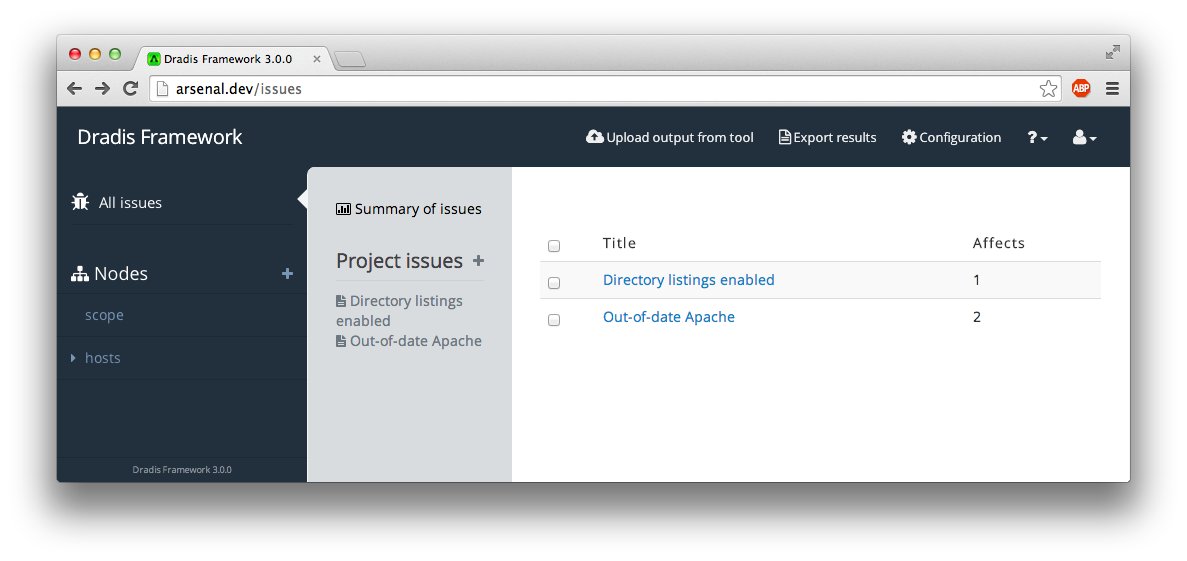 Dradis Framework 3.0.0
arsenal.dev/issues
ABP
Dradis Framework
Upload output from tool
Export results
Configuration
?
All issues
Nodes
+
scope
hosts
Dradis Framework 3.0.0
Summary of issues
Project issues +
Directory listings
enabled
Out-of-date Apache
Title Affects
Directory listings enabled 1
Out-of-date Apache 2